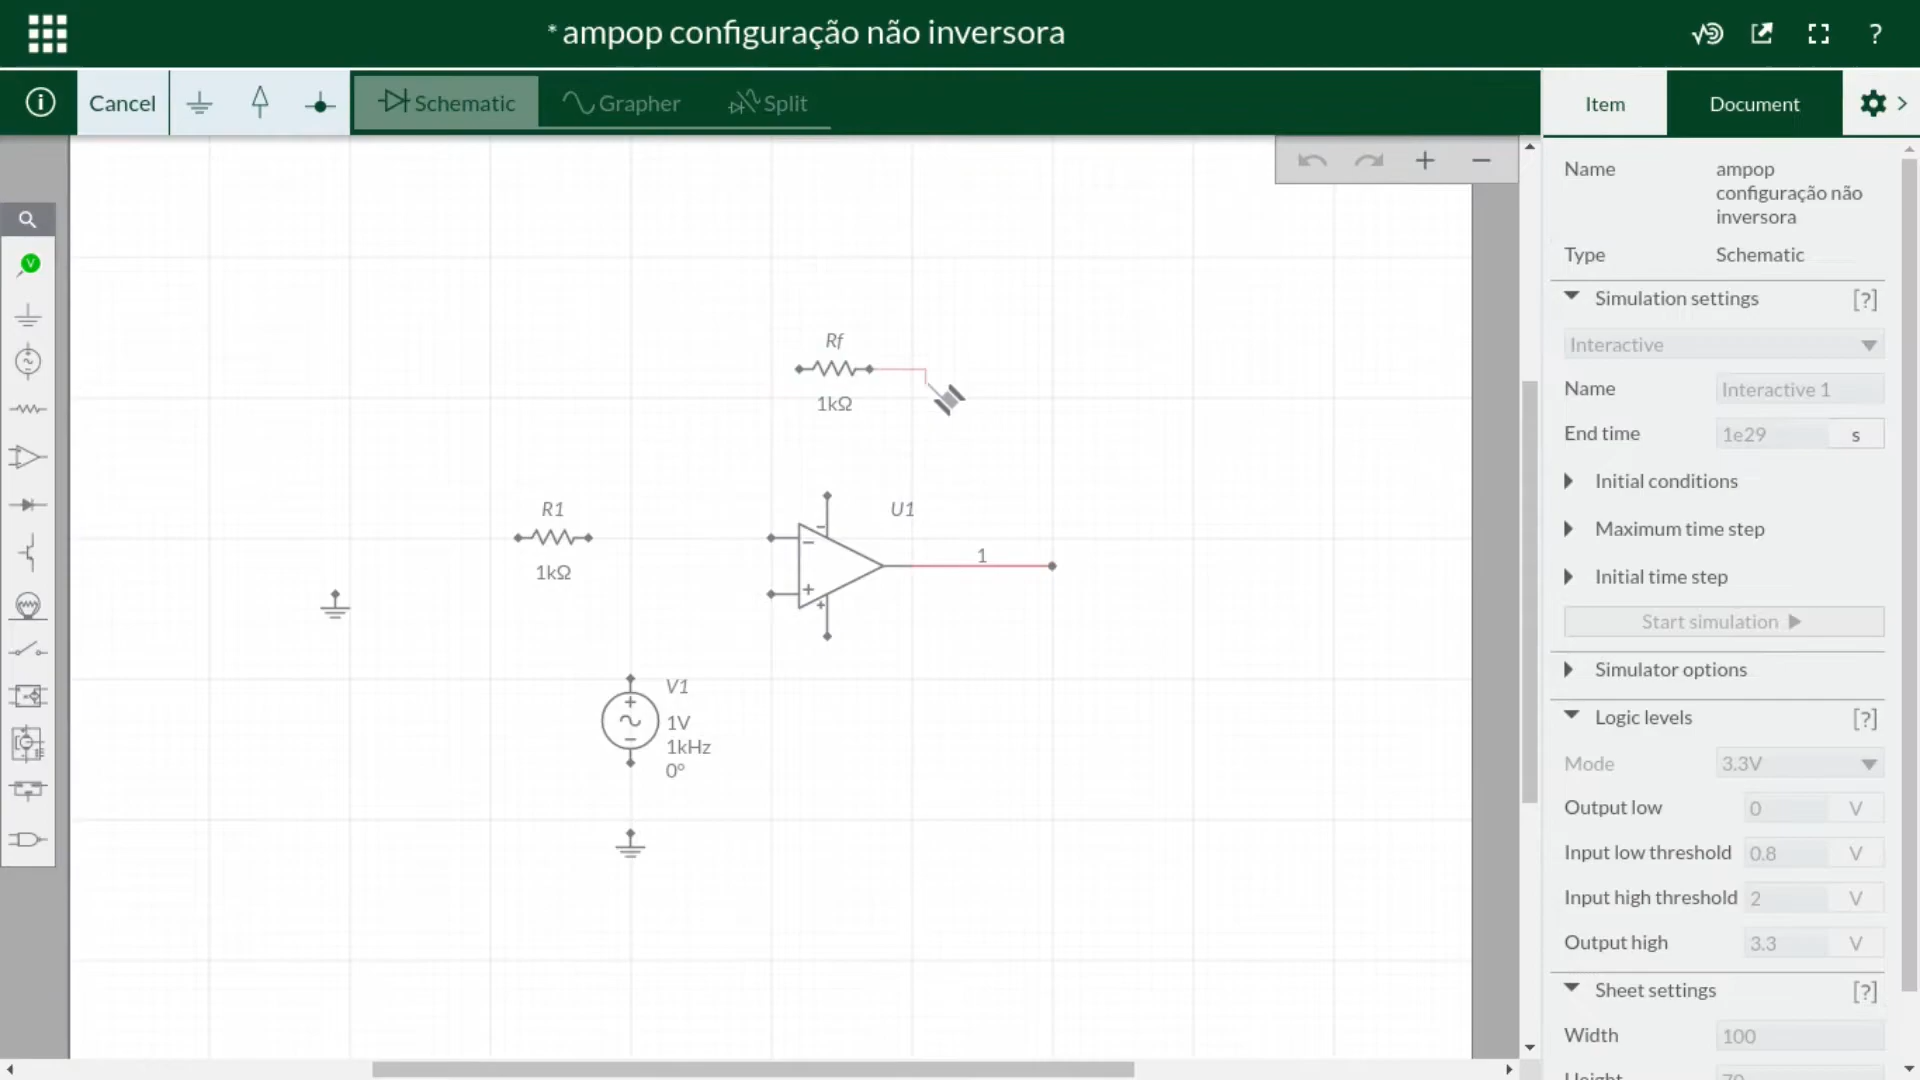 * ampop configuração não inversora
?
Cancel
Schematic
Grapher
Split
Item
Document
Name
ampop
configuração não
inversora
Type
Schematic
Simulation settings
[?]
Interactive
Name
Interactive 1
End time
1e29
s
Initial conditions
Maximum time step
Initial time step
Start simulation
Simulator options
Logic levels
[?]
Mode
3.3V
Output low
0
V
Input low threshold
0.8
V
Input high threshold
2
V
Output high
3.3
V
Sheet settings
[?]
Width
100
Height
70
V
Rf
1kΩ
R1
1kΩ
U1
1
V1
1V
1kHz
0°